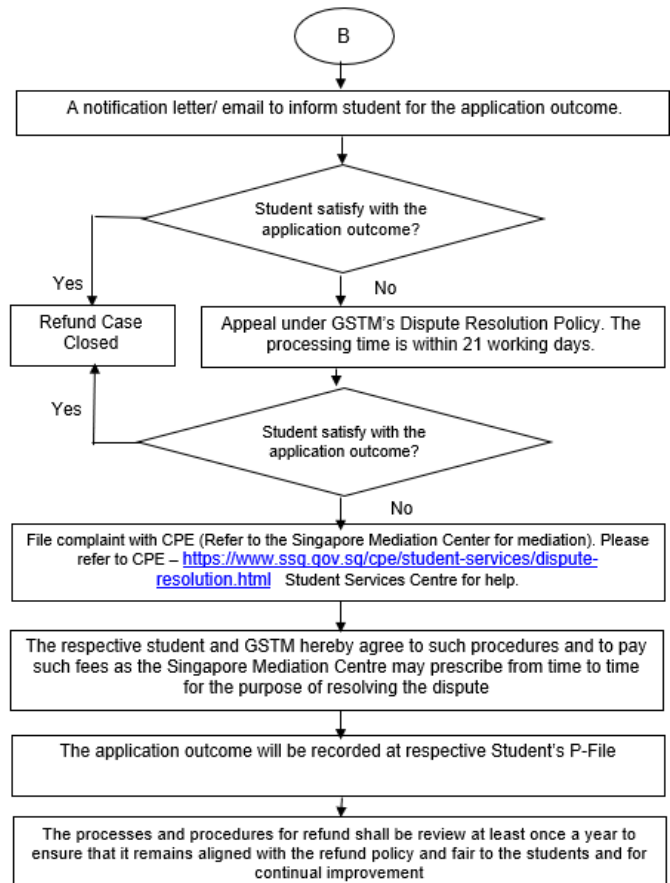 B
A notification letter/ email to inform student for the application outcome.
Student satisfy with the
application outcome?
Yes
No
Refund Case
Closed
Appeal under GSTM's Dispute Resolution Policy. The
processing time is within 21 working days.
Yes
Student satisfy with the
application outcome?
No
File complaint with CPE (Refer to the Singapore Mediation Center for mediation). Please
refer to CPE – https://www.ssg.gov.sg/cpe/student-services/dispute-
resolution.html Student Services Centre for help.
The respective student and GSTM hereby agree to such procedures and to pay
such fees as the Singapore Mediation Centre may prescribe from time to time
for the purpose of resolving the dispute
The application outcome will be recorded at respective Student's P-File
The processes and procedures for refund shall be review at least once a year to
ensure that it remains aligned with the refund policy and fair to the students and for
continual improvement